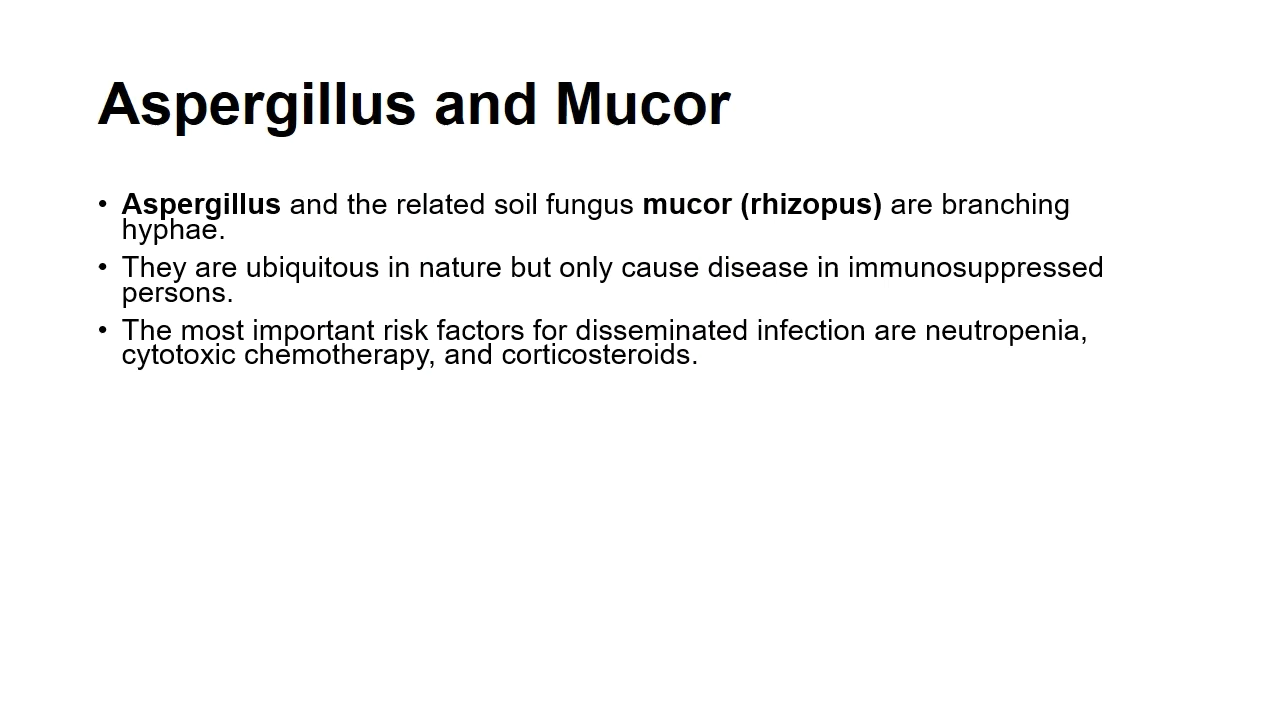 Aspergillus and Mucor
• Aspergillus and the related soil fungus mucor (rhizopus) are branching
hyphae.
• They are ubiquitous in nature but only cause disease in immunosuppressed
persons.
• The most important risk factors for disseminated infection are neutropenia,
cytotoxic chemotherapy, and corticosteroids.